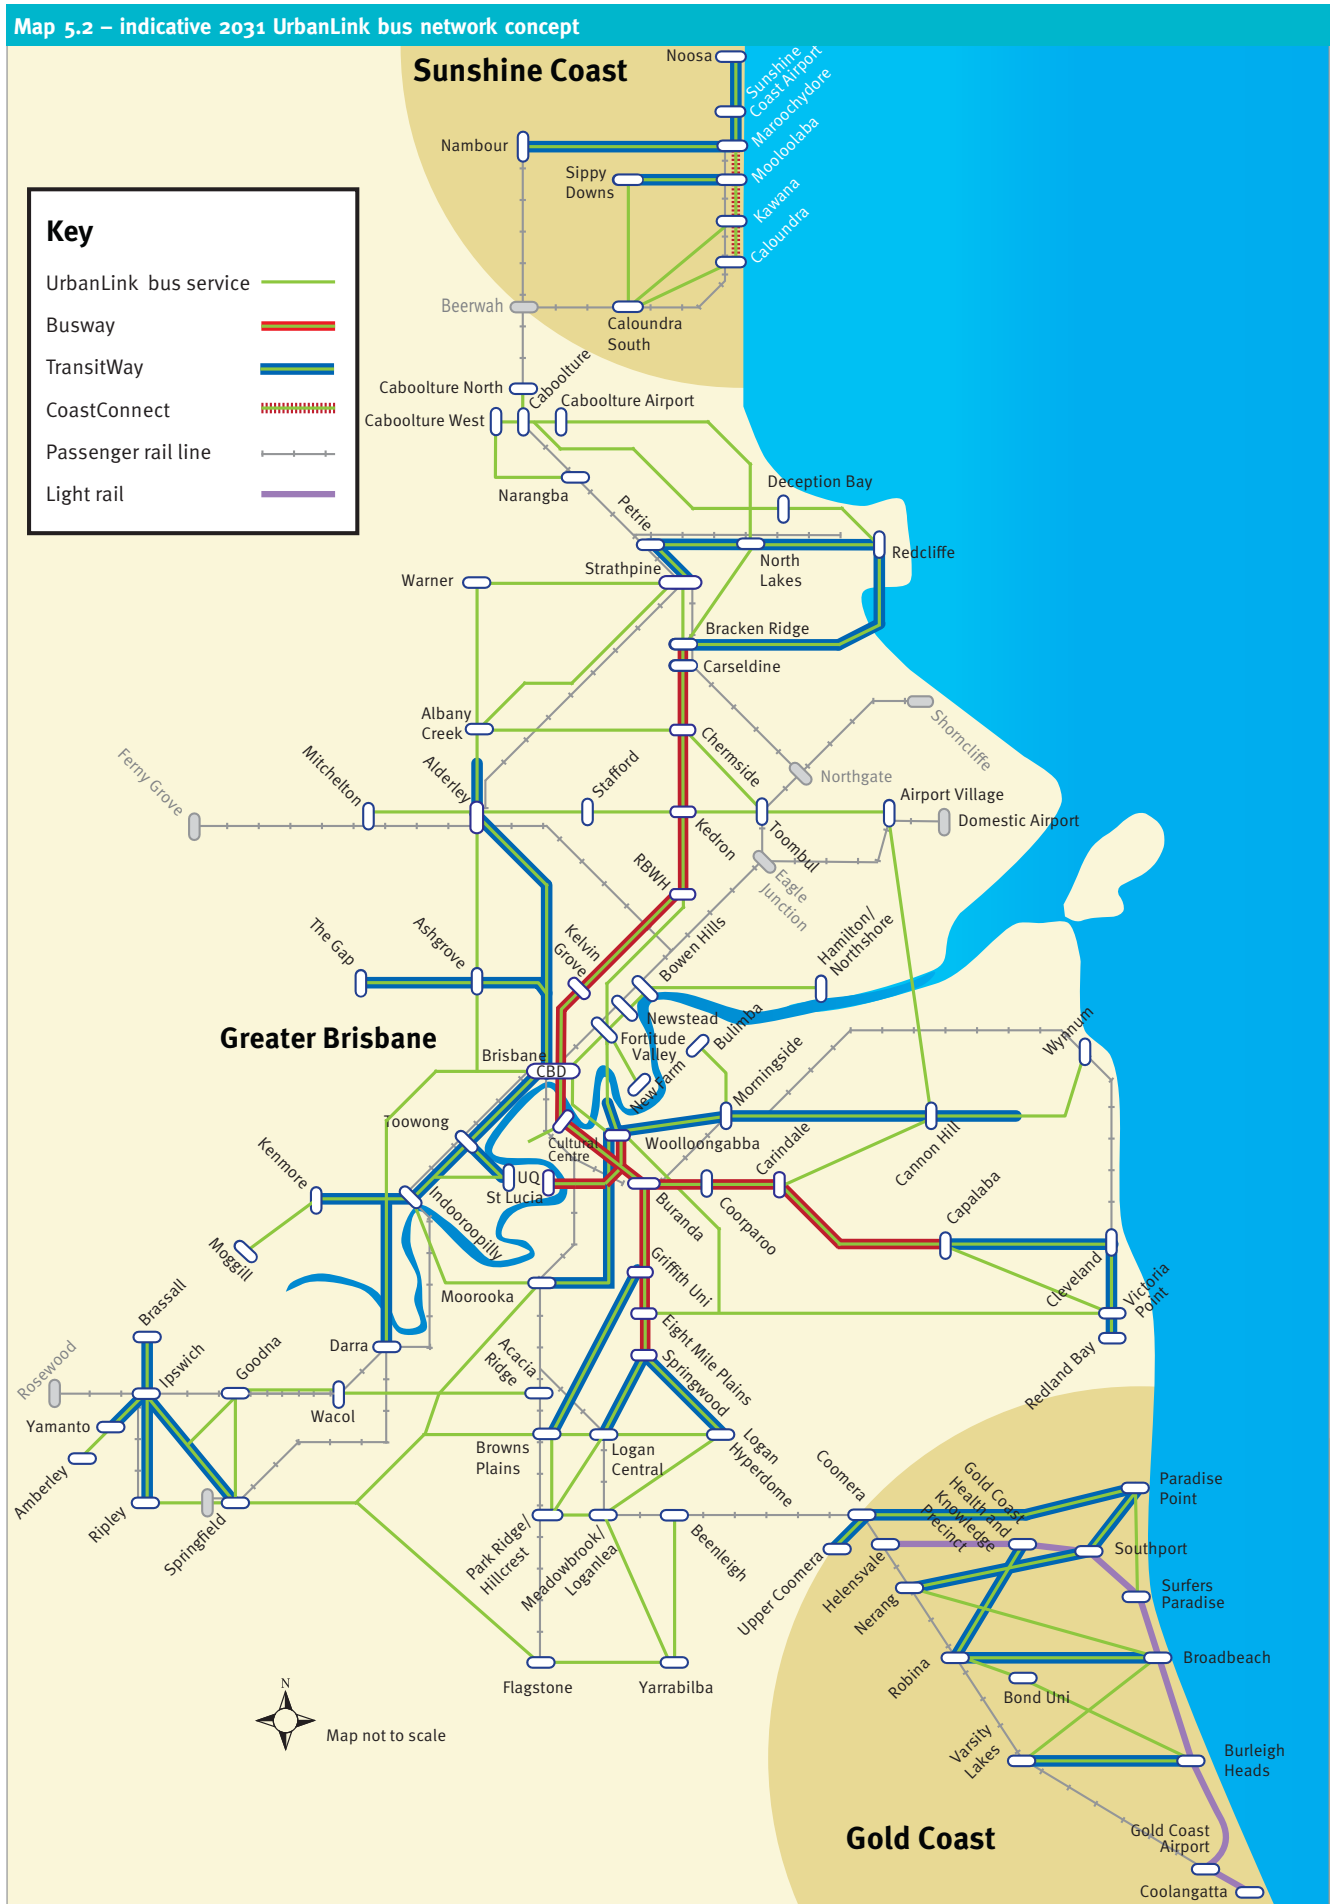 Map 5.2 – indicative 2031 UrbanLink bus network concept
Sunshine Coast
Noosa
Sunshine
Coast Airport
Maroochydore
Nambour
Mooloolaba
Sippy
Downs
Kawana
Caloundra
Key
UrbanLink bus service
Busway
TransitWay
CoastConnect
Passenger rail line
Light rail
Beerwah
Caloundra
South
Caboolture North
Caboolture
Caboolture Airport
Caboolture West
Narangba
Deception Bay
Petrie
North
Lakes
Redcliffe
Strathpine
Warner
Bracken Ridge
Carseldine
Albany
Creek
Shorncliffe
Northgate
Chermside
Ferny Grove
Mitchelton
Alderley
Stafford
Airport Village
Domestic Airport
Kedron
Toombul
Eagle
Junction
RBWH
The Gap
Ashgrove
Kelvin
Grove
Bowen Hills
Hamilton/
Northshore
Greater Brisbane
Newstead
Fortitude
Valley
Bulimba
New Farm
Brisbane
CBD
Morningside
Wynnum
Toowong
Cultural
Centre
Woolloongabba
Carindale
Cannon Hill
Kenmore
UQ
St Lucia
Indooroopilly
Buranda
Coorparoo
Capalaba
Moggill
Moorooka
Griffith Uni
Cleveland
Victoria
Point
Brassall
Eight Mile Plains
Redland Bay
Rosewood
Ipswich
Goodna
Darra
Acacia
Ridge
Springwood
Wacol
Yamanto
Amberley
Browns
Plains
Logan
Central
Logan
Hyperdome
Ripley
Springfield
Park Ridge/
Hillcrest
Meadowbrook/
Loganlea
Beenleigh
Coomera
Gold Coast
Health and
Knowledge
Precinct
Paradise
Point
Upper Coomera
Helensvale
Southport
Nerang
Surfers
Paradise
Flagstone
Yarrabilba
Robina
Broadbeach
Bond Uni
N
Map not to scale
Varsity
Lakes
Burleigh
Heads
Gold Coast
Gold Coast
Airport
Coolangatta